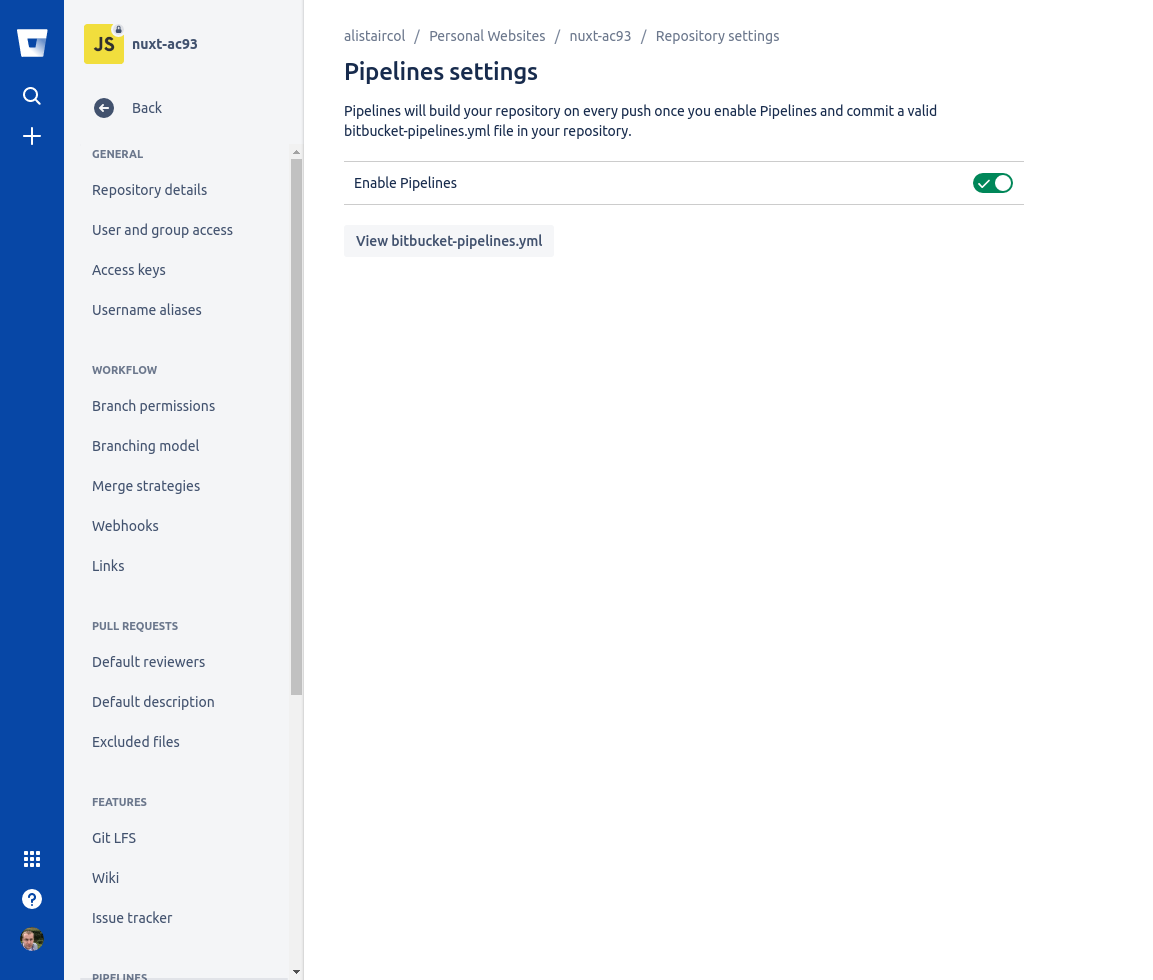 JS
nuxt-ac93
Back
GENERAL
Repository details
User and group access
Access keys
Username aliases
WORKFLOW
Branch permissions
Branching model
Merge strategies
Webhooks
Links
PULL REQUESTS
Default reviewers
Default description
Excluded files
FEATURES
Git LFS
Wiki
Issue tracker
PIPELINES
alistaircol / Personal Websites / nuxt-ac93 / Repository settings
Pipelines settings
Pipelines will build your repository on every push once you enable Pipelines and commit a valid
bitbucket-pipelines.yml file in your repository.
Enable Pipelines
View bitbucket-pipelines.yml